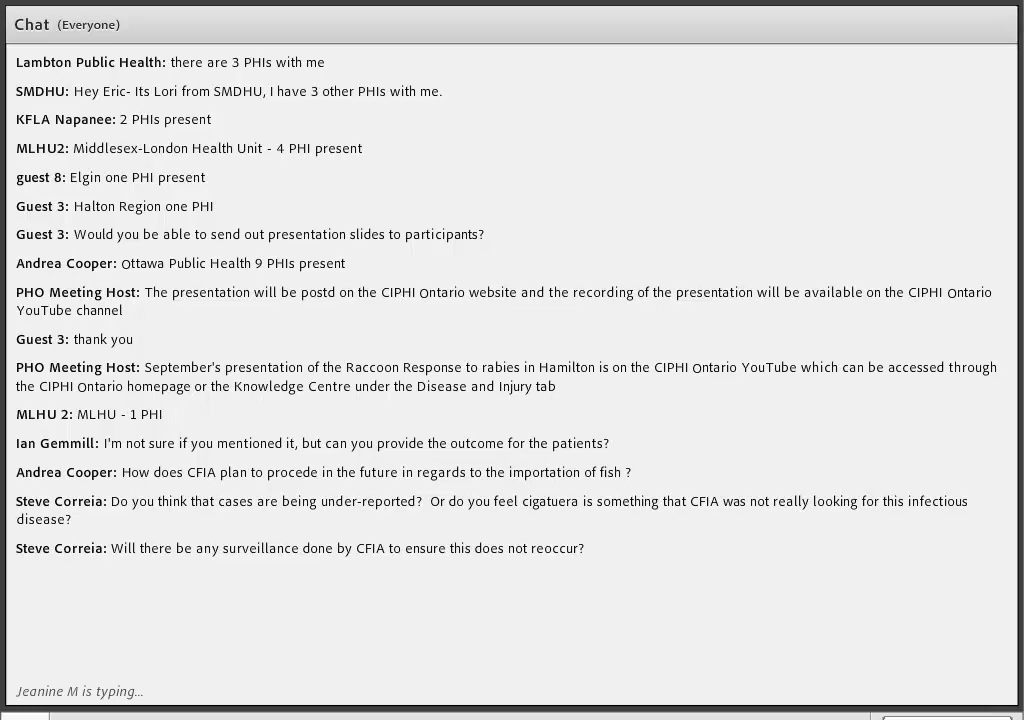 Chat (Everyone)
Lambton Public Health: there are 3 PHIs with me
SMDHU: Hey Eric- Its Lori from SMDHU, I have 3 other PHIs with me.
KFLA Napanee: 2 PHIs present
MLHU2: Middlesex-London Health Unit - 4 PHI present
guest 8: Elgin one PHI present
Guest 3: Halton Region one PHI
Guest 3: Would you be able to send out presentation slides to participants?
Andrea Cooper: Ottawa Public Health 9 PHIs present
PHO Meeting Host: The presentation will be postd on the CIPHI Ontario website and the recording of the presentation will be available on the CIPHI Ontario
YouTube channel
Guest 3: thank you
PHO Meeting Host: September's presentation of the Raccoon Response to rabies in Hamilton is on the CIPHI Ontario YouTube which can be accessed through
the CIPHI Ontario homepage or the Knowledge Centre under the Disease and Injury tab
MLHU 2: MLHU - 1 PHI
Ian Gemmill: I'm not sure if you mentioned it, but can you provide the outcome for the patients?
Andrea Cooper: How does CFIA plan to procede in the future in regards to the importation of fish ?
Steve Correia: Do you think that cases are being under-reported?  Or do you feel cigatuera is something that CFIA was not really looking for this infectious
disease?
Steve Correia: Will there be any surveillance done by CFIA to ensure this does not reoccur?
Jeanine M is typing...